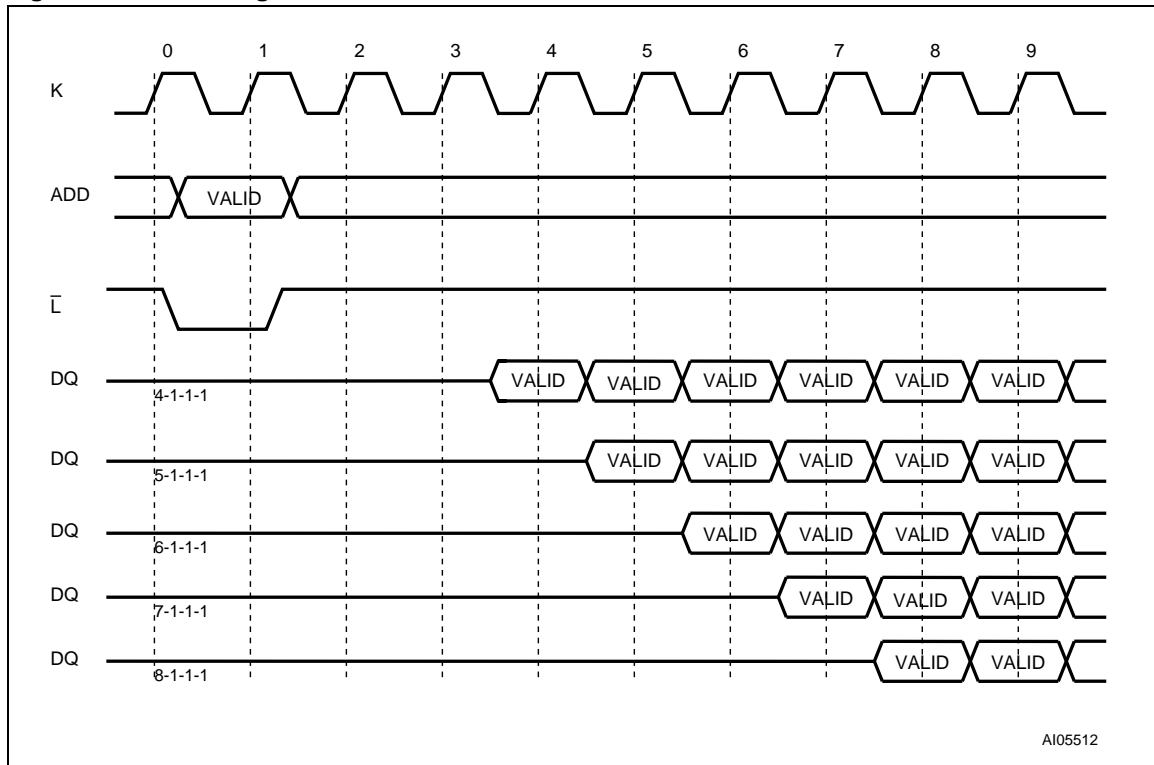 0 1 2 3 4 5 6 7 8 9
K
ADD VALID
L
DQ VALID VALID VALID VALID VALID VALID
4-1-1-1
DQ VALID VALID VALID VALID VALID
5-1-1-1
DQ VALID VALID VALID VALID
6-1-1-1
DQ VALID VALID VALID
7-1-1-1
DQ VALID VALID
8-1-1-1
AI05512